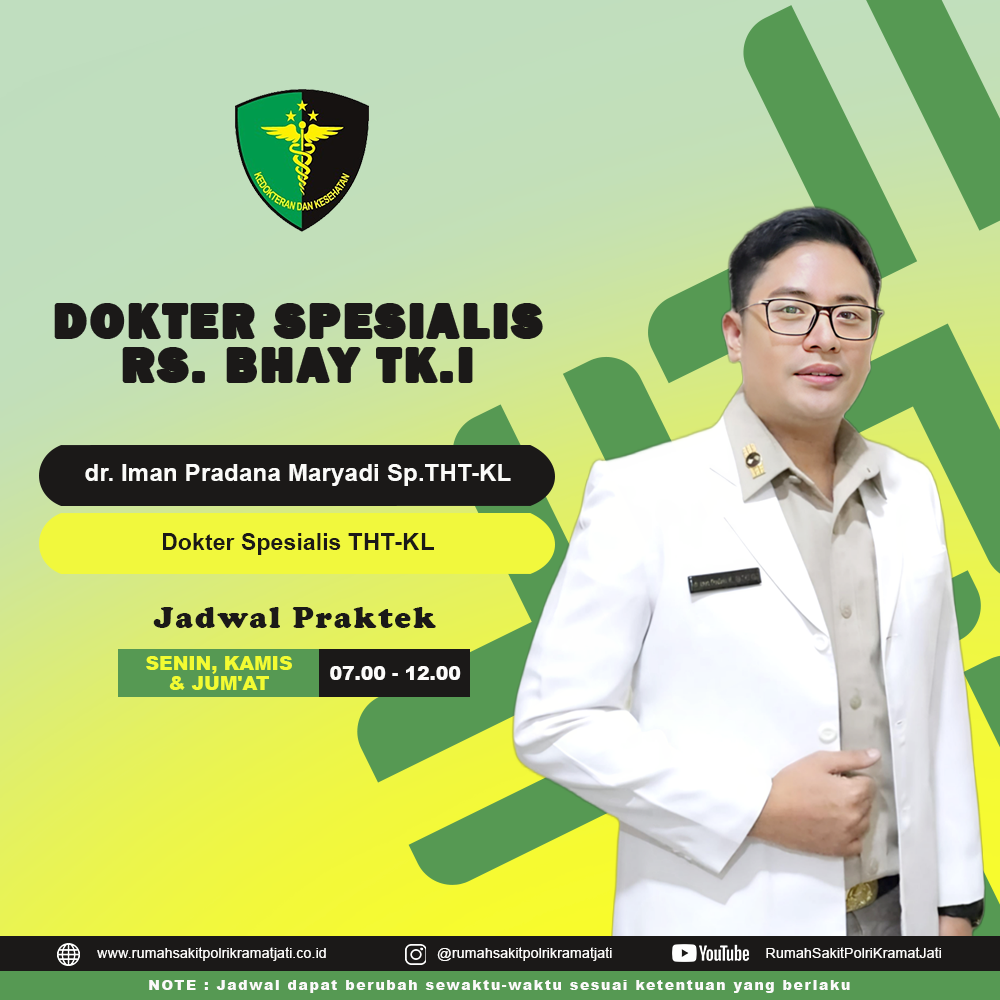 KEDOKTERAN DAN KESEHATAN
DOKTER SPESIALIS
RS. BHAY TK.I
dr. Iman Pradana Maryadi Sp.THT-KL
Dokter Spesialis THT-KL
Jadwal Praktek
SENIN, KAMIS
& JUM'AT
07.00 - 12.00
www.rumahsakitpolrikramatjati.co.id
@rumahsakitpolrikramatjati
YouTube
RumahSakitPolriKramatJati
NOTE : Jadwal dapat berubah sewaktu-waktu sesuai ketentuan yang berlaku